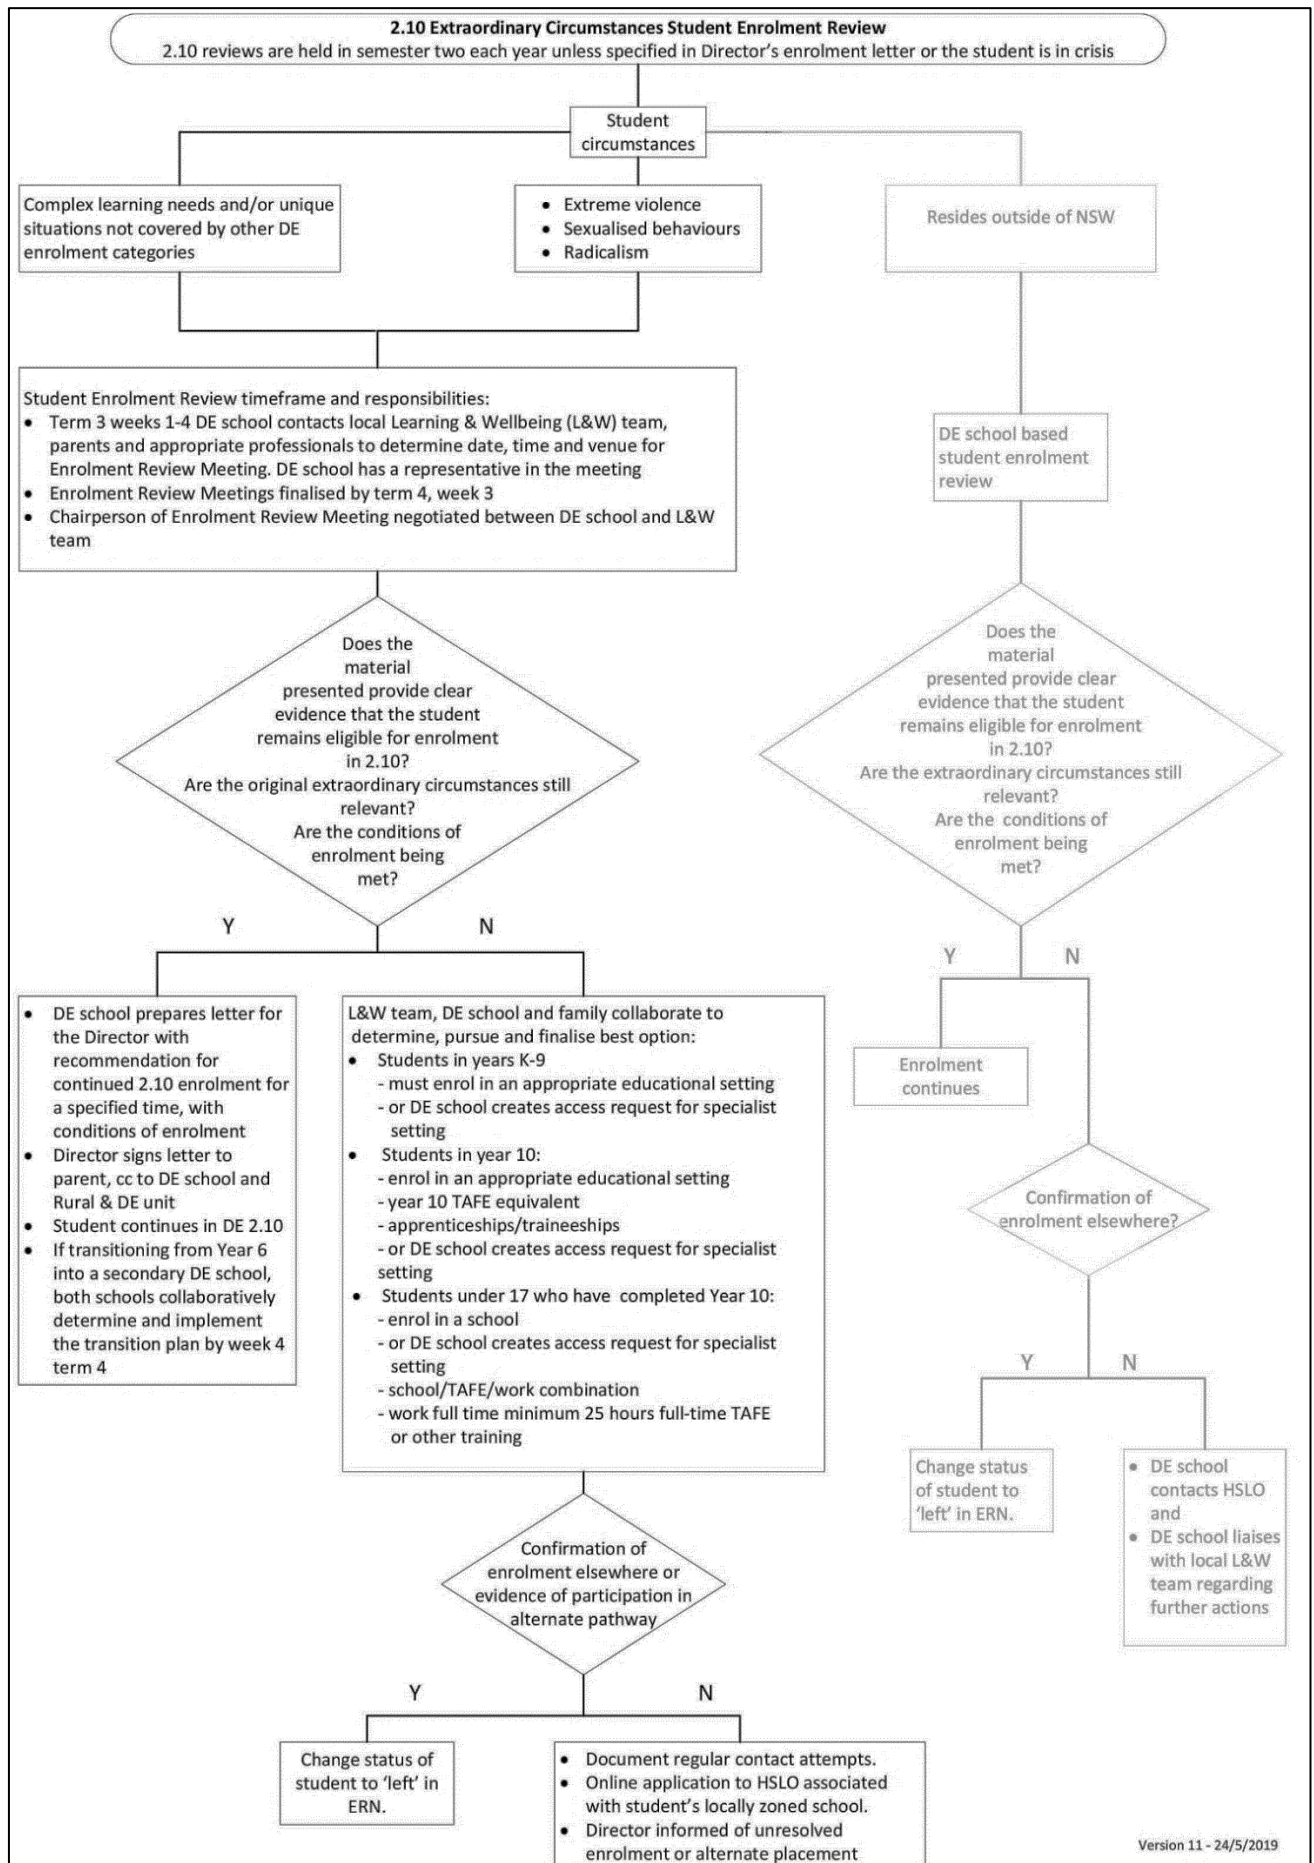 2.10 Extraordinary Circumstances Student Enrolment Review
2.10 reviews are held in semester two each year unless specified in Director's enrolment letter or the student is in crisis
Student
circumstances
Complex learning needs and/or unique
situations not covered by other DE
enrolment categories
• Extreme violence
• Sexualised behaviours
• Radicalism
Resides outside of NSW
Student Enrolment Review timeframe and responsibilities:
• Term 3 weeks 1-4 DE school contacts local Learning & Wellbeing (L&W) team,
parents and appropriate professionals to determine date, time and venue for
Enrolment Review Meeting. DE school has a representative in the meeting
• Enrolment Review Meetings finalised by term 4, week 3
• Chairperson of Enrolment Review Meeting negotiated between DE school and L&W
team
DE school based
student enrolment
review
Does the
material
presented provide clear
evidence that the student
remains eligible for enrolment
in 2.10?
Are the original extraordinary circumstances still
relevant?
Are the conditions of
enrolment being
met?
Does the
material
presented provide clear
evidence that the student
remains eligible for enrolment
in 2.10?
Are the extraordinary circumstances still
relevant?
Are the conditions of
enrolment being
met?
Y
N
Y
N
• DE school prepares letter for
the Director with
recommendation for
continued 2.10 enrolment for
a specified time, with
conditions of enrolment
• Director signs letter to
parent, cc to DE school and
Rural & DE unit
• Student continues in DE 2.10
• If transitioning from Year 6
into a secondary DE school,
both schools collaboratively
determine and implement
the transition plan by week 4
term 4
L&W team, DE school and family collaborate to
determine, pursue and finalise best option:
• Students in years K-9
- must enrol in an appropriate educational setting
- or DE school creates access request for specialist
setting
• Students in year 10:
- enrol in an appropriate educational setting
- year 10 TAFE equivalent
- apprenticeships/traineeships
- or DE school creates access request for specialist
setting
• Students under 17 who have completed Year 10:
- enrol in a school
- or DE school creates access request for specialist
setting
- school/TAFE/work combination
- work full time minimum 25 hours full-time TAFE
or other training
Enrolment
continues
Confirmation of
enrolment elsewhere?
Y
N
Change status
of student to
'left' in ERN.
• DE school
contacts HSLO
and
• DE school liaises
with local L&W
team regarding
further actions
Confirmation of
enrolment elsewhere or
evidence of participation in
alternate pathway
Y
N
Change status of
student to 'left' in
ERN.
• Document regular contact attempts.
• Online application to HSLO associated
with student's locally zoned school.
• Director informed of unresolved
enrolment or alternate placement
Version 11 - 24/5/2019